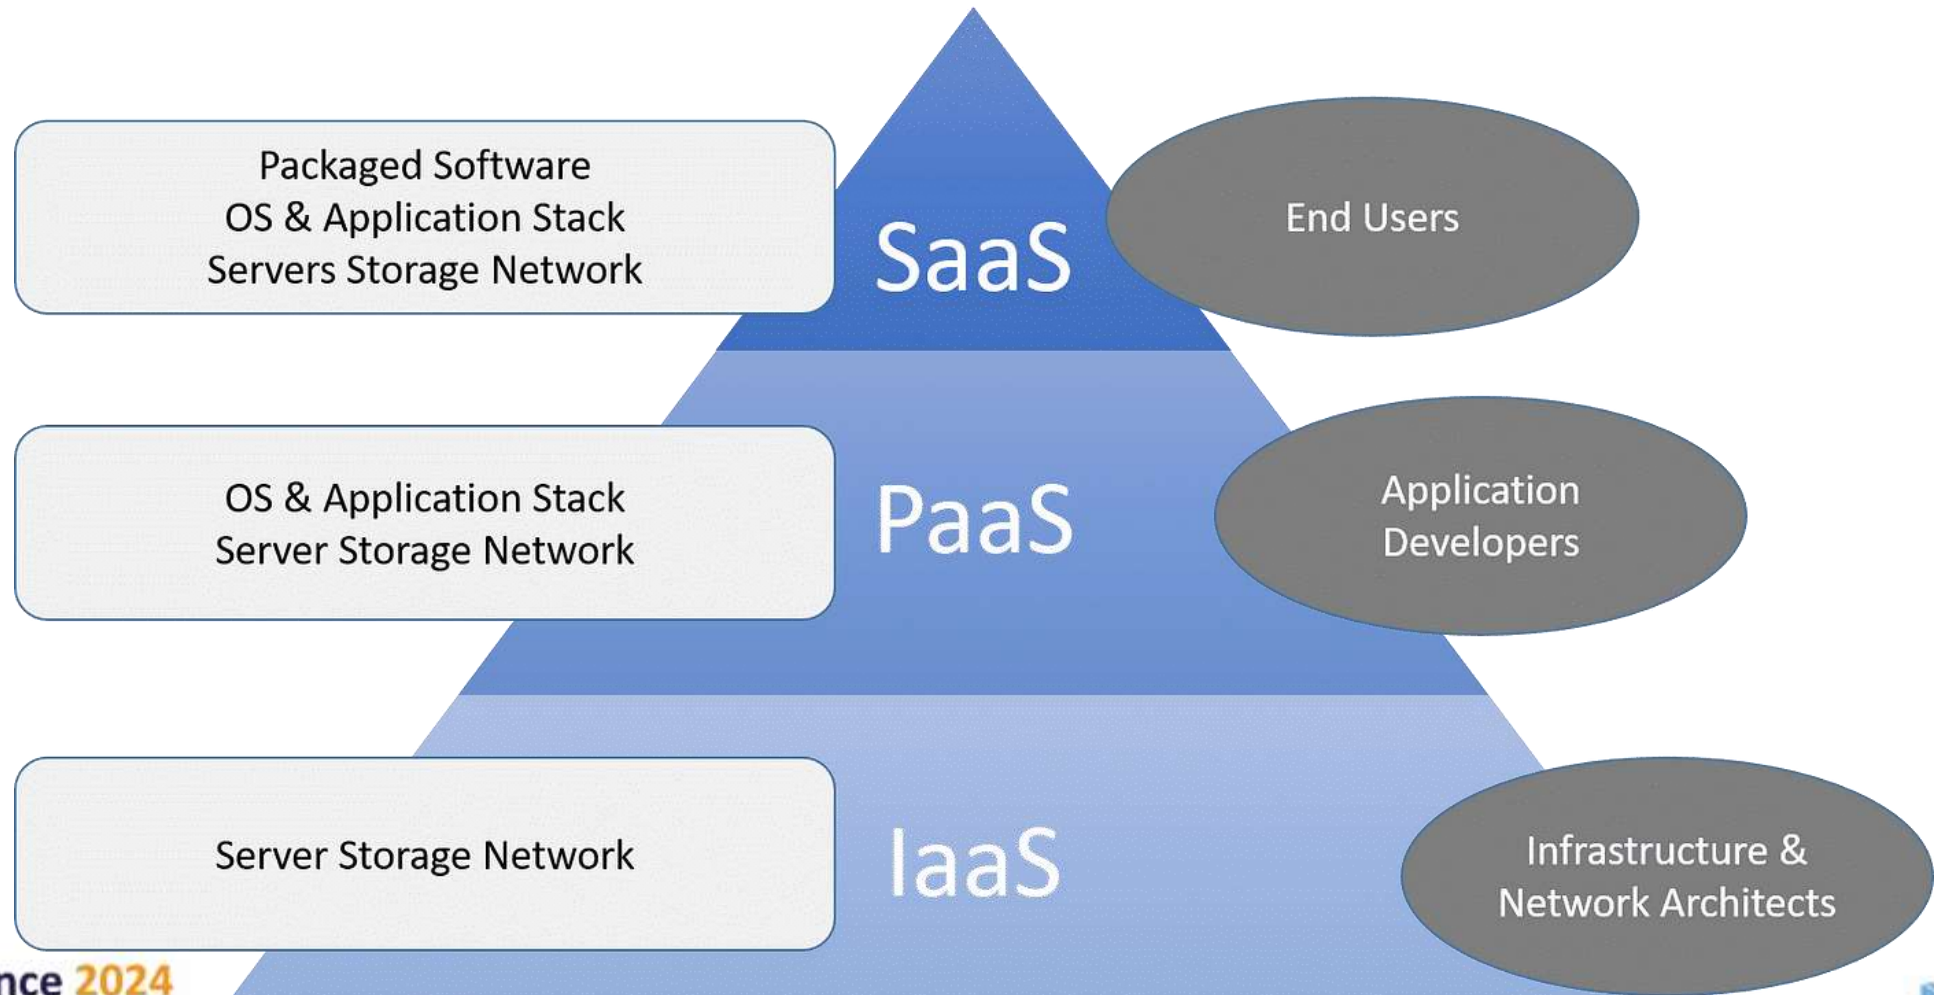 Packaged Software
OS & Application Stack
Servers Storage Network
SaaS
End Users
OS & Application Stack
Server Storage Network
PaaS
Application
Developers
Server Storage Network
IaaS
Infrastructure &
Network Architects
2024